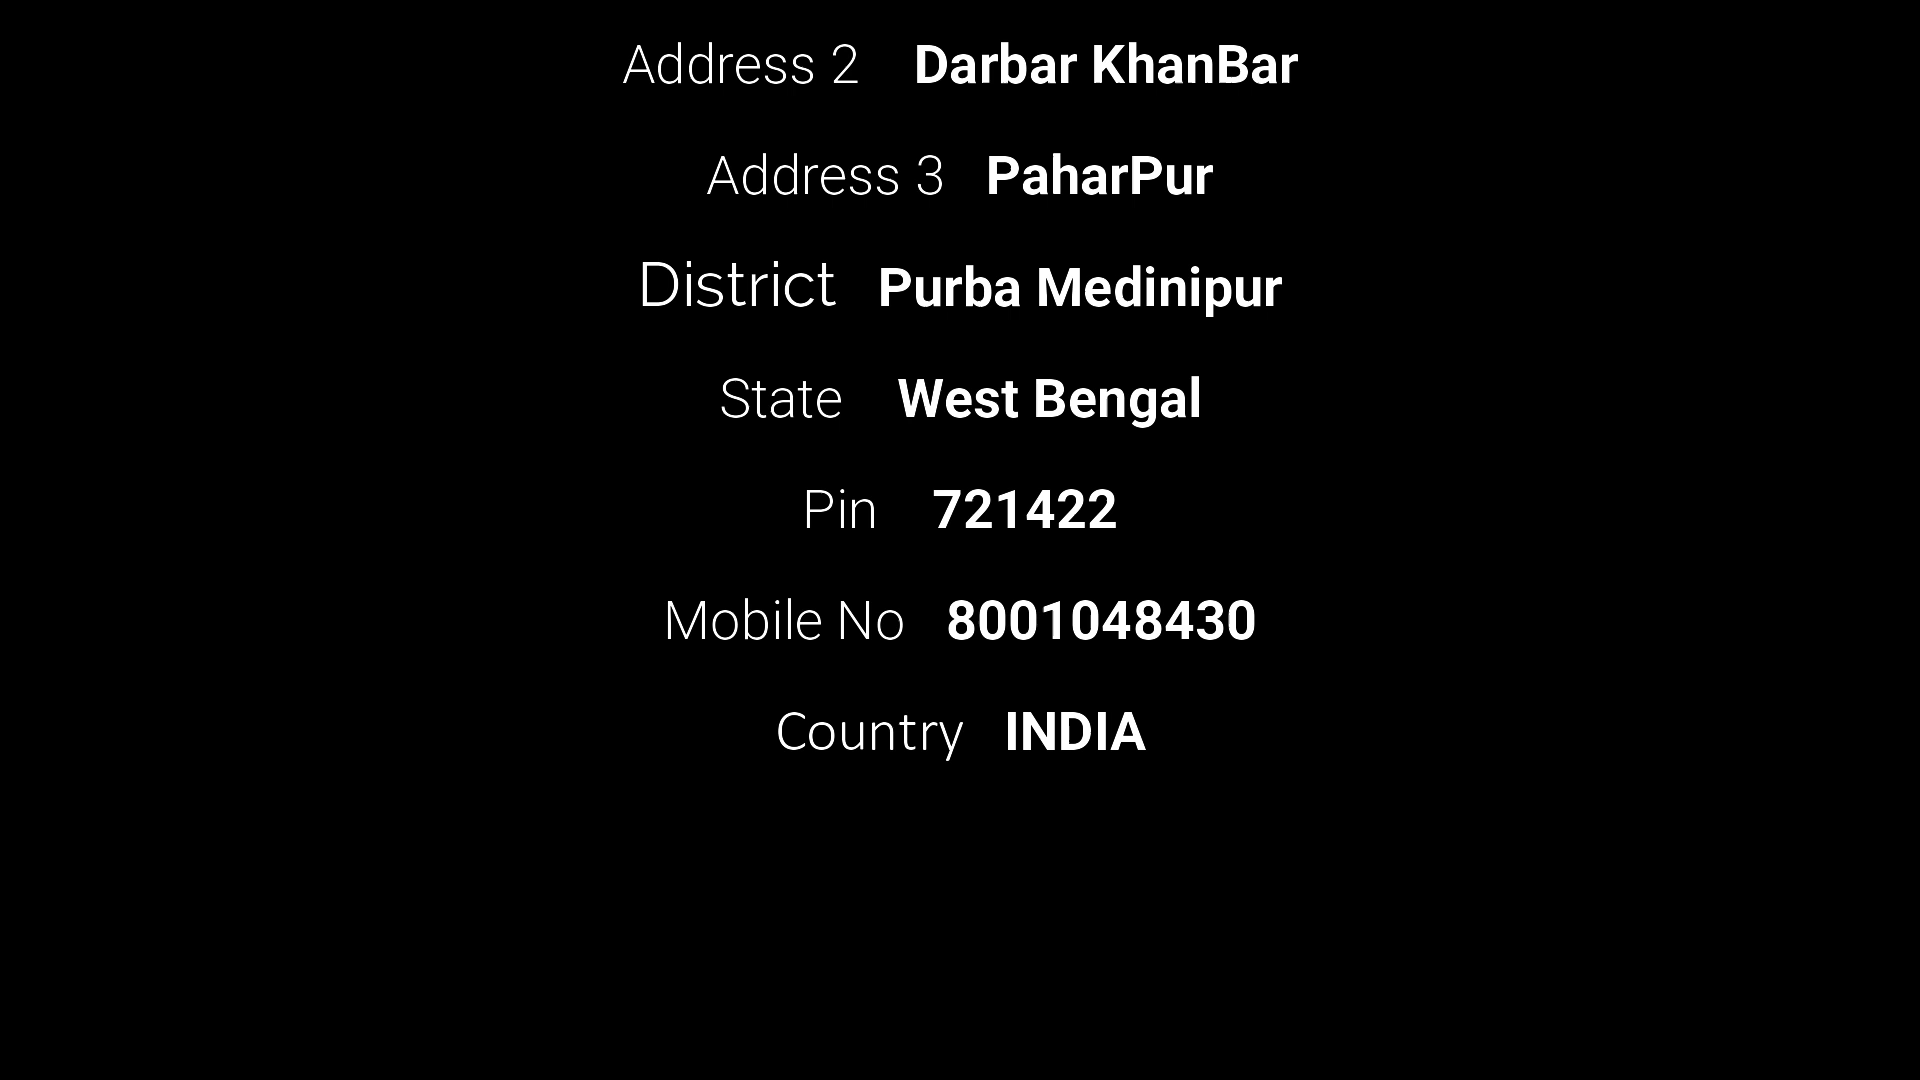 Address 2 Darbar KhanBar
Address 3 PaharPur
District Purba Medinipur
State West Bengal
Pin 721422
Mobile No 8001048430
Country INDIA